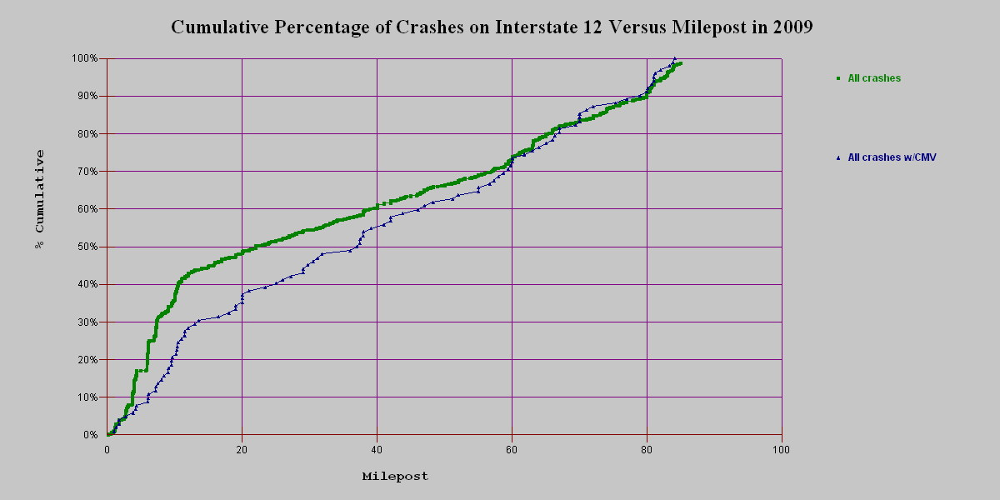 Cumulative Percentage of Crashes on Interstate 12 Versus Milepost in 2009
100%
90%
80%
70%
60%
50%
40%
30%
20%
10%
0%
% Cumulative
0 20 40 60 80 100
Milepost
All crashes
All crashes w/CMV